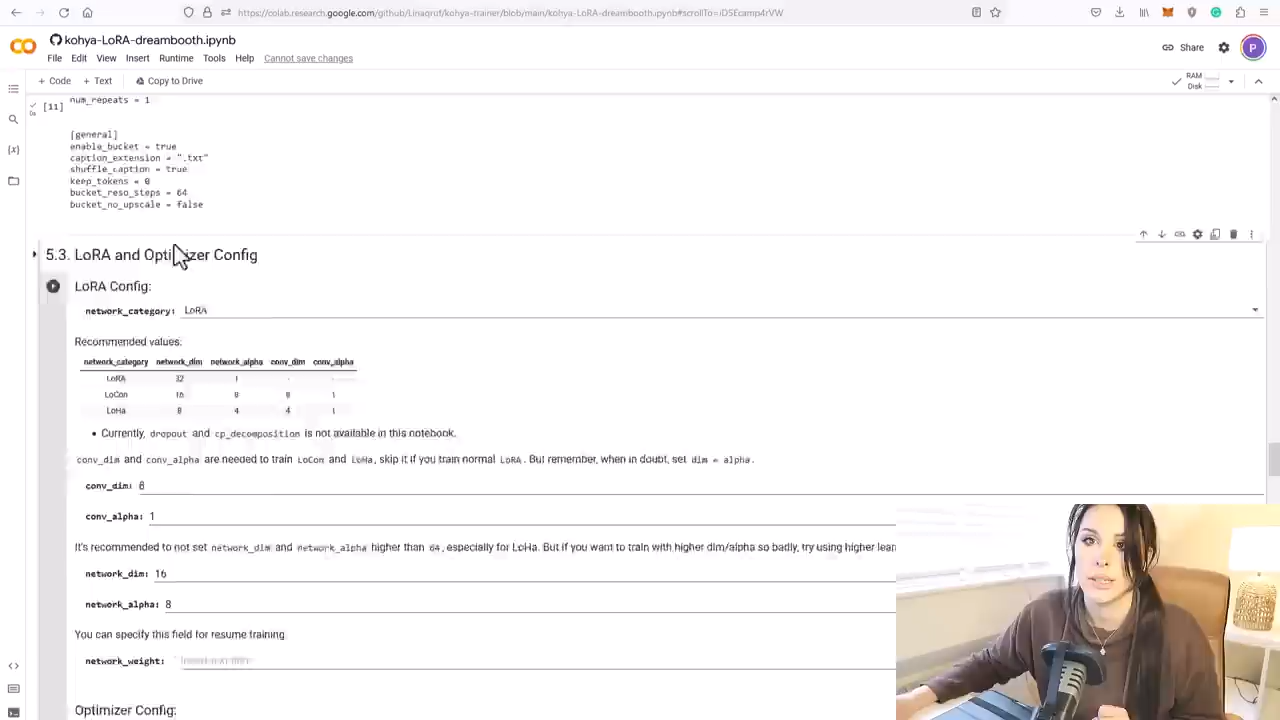 https://colab.research.google.com/github/Linaqruf/kohya-trainer/blob/main/kohya-LoRA-dreambooth.ipynb#scrollTo=iDSEcamp4rVW
kohya-LoRA-dreambooth.ipynb
File Edit View Insert Runtime Tools Help Cannot save changes
Share
P
+ Code + Text Copy to Drive
RAM
Disk
[11]
num_repeats = 1
[general]
enable_bucket = true
caption_extension = ".txt"
shuffle_caption = true
keep_tokens = 0
bucket_reso_steps = 64
bucket_no_upscale = false
5.3. LoRA and Optimizer Config
LoRA Config:
network_category: LoRA
Recommended values:
network_category network_dim network_alpha conv_dim conv_alpha
LoRA 32 1 - -
LoCon 16 8 8 1
LoHa 8 4 4 1
• Currently, dropout and cp_decomposition is not available in this notebook.
conv_dim and conv_alpha are needed to train LoCon and LoHa, skip it if you train normal LoRA. But remember, when in doubt, set dim = alpha.
conv_dim: 8
conv_alpha: 1
It's recommended to not set network_dim and network_alpha higher than 64, especially for LoHa. But if you want to train with higher dim/alpha so badly, try using higher lear
network_dim: 16
network_alpha: 8
You can specify this field for resume training.
network_weight:
Optimizer Config: